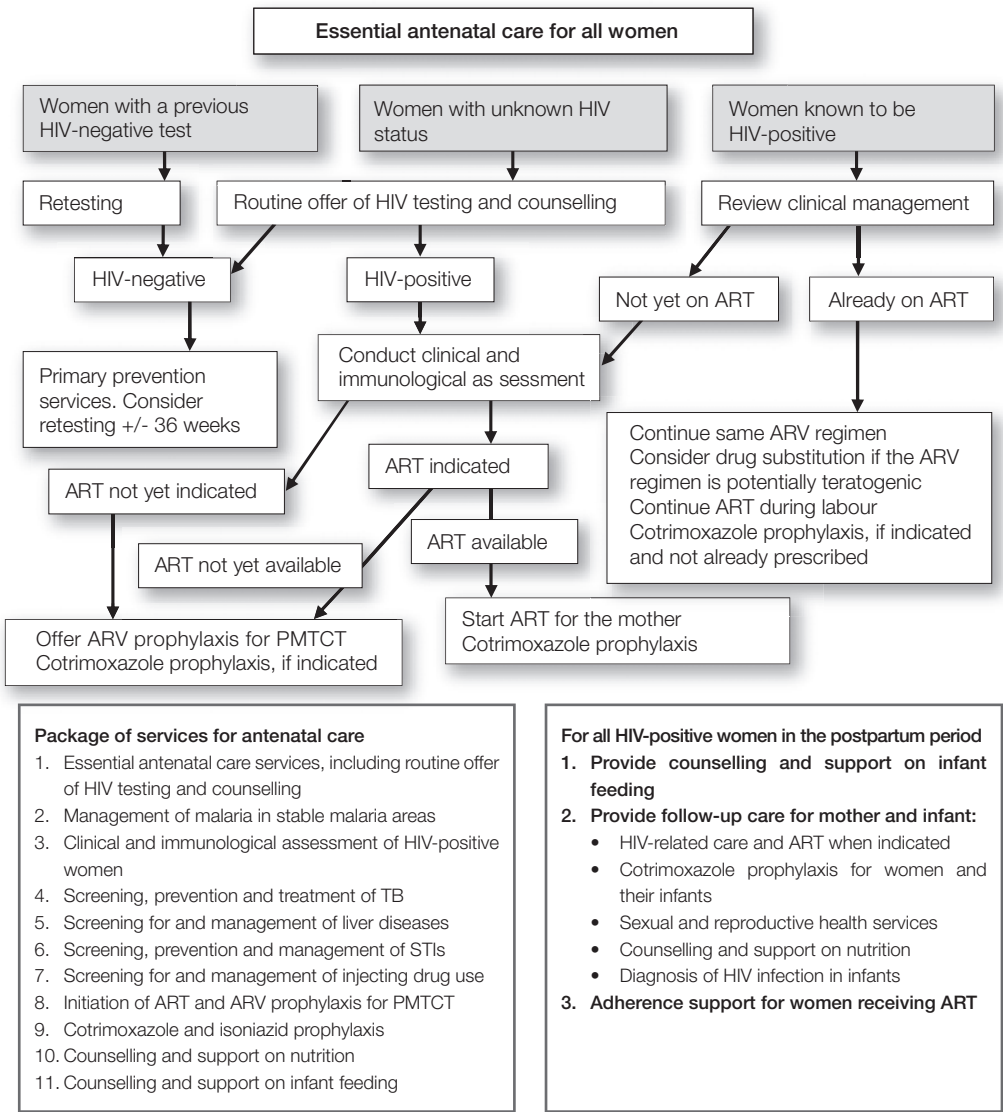 Essential antenatal care for all women
Women with a previous
HIV-negative test
Women with unknown HIV
status
Women known to be
HIV-positive
Retesting
Routine offer of HIV testing and counselling
Review clinical management
HIV-negative
HIV-positive
Not yet on ART
Already on ART
Primary prevention
services. Consider
retesting +/- 36 weeks
Conduct clinical and
immunological as sessment
Continue same ARV regimen
Consider drug substitution if the ARV
regimen is potentially teratogenic
Continue ART during labour
Cotrimoxazole prophylaxis, if indicated
and not already prescribed
ART not yet indicated
ART indicated
ART not yet available
ART available
Offer ARV prophylaxis for PMTCT
Cotrimoxazole prophylaxis, if indicated
Start ART for the mother
Cotrimoxazole prophylaxis
Package of services for antenatal care
1. Essential antenatal care services, including routine offer
of HIV testing and counselling
2. Management of malaria in stable malaria areas
3. Clinical and immunological assessment of HIV-positive
women
4. Screening, prevention and treatment of TB
5. Screening for and management of liver diseases
6. Screening, prevention and management of STIs
7. Screening for and management of injecting drug use
8. Initiation of ART and ARV prophylaxis for PMTCT
9. Cotrimoxazole and isoniazid prophylaxis
10. Counselling and support on nutrition
11. Counselling and support on infant feeding
For all HIV-positive women in the postpartum period
1. Provide counselling and support on infant
feeding
2. Provide follow-up care for mother and infant:
• HIV-related care and ART when indicated
• Cotrimoxazole prophylaxis for women and
their infants
• Sexual and reproductive health services
• Counselling and support on nutrition
• Diagnosis of HIV infection in infants
3. Adherence support for women receiving ART